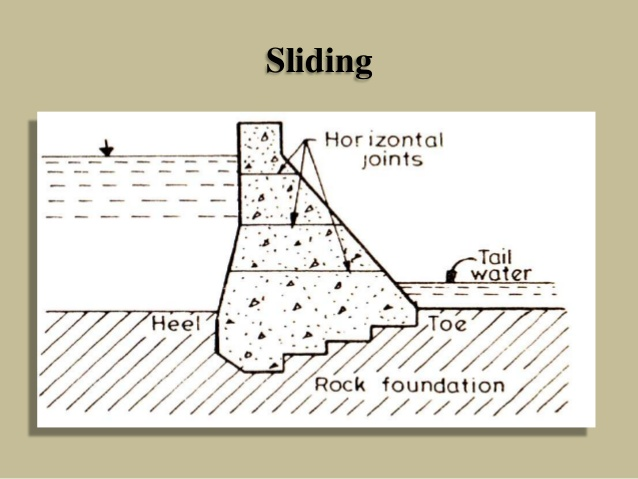 Sliding
Horizontal
joints
Tail
water
Heel
Toe
Rock foundation